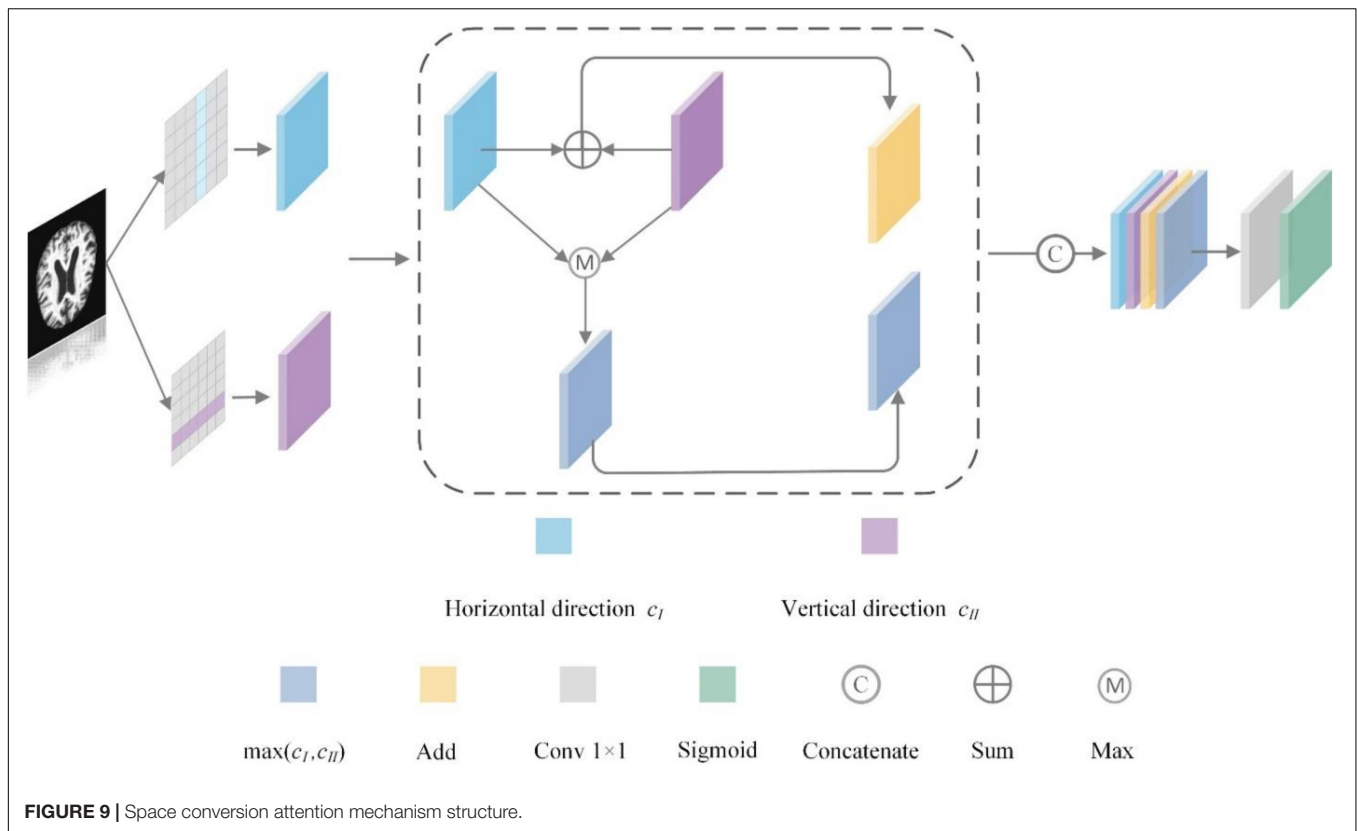 M
C
Horizontal direction c_I
Vertical direction c_II
C
M
max(c_I,c_II)
Add
Conv 1×1
Sigmoid
Concatenate
Sum
Max
FIGURE 9 | Space conversion attention mechanism structure.